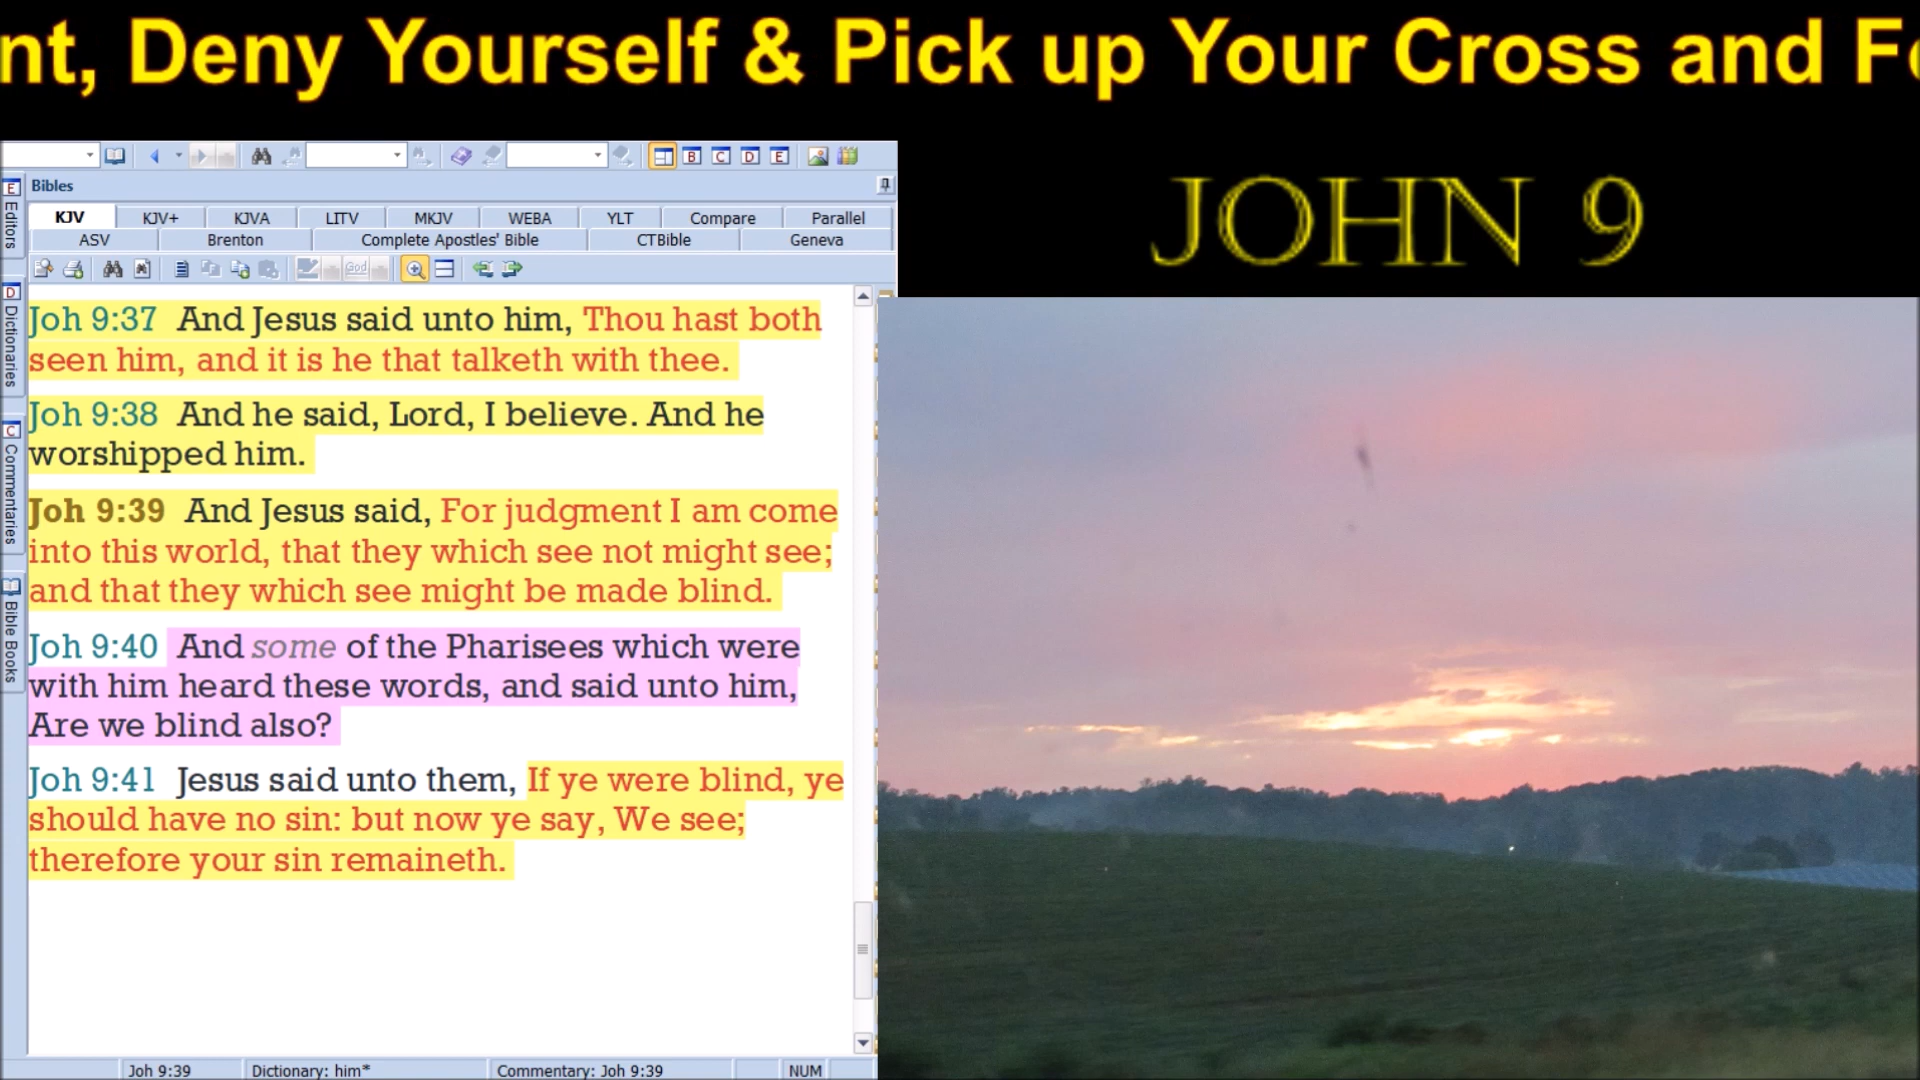 nt, Deny Yourself & Pick up Your Cross and Fo
JOHN 9
B C D E
Bibles
KJV KJV+ KJVA LITV MKJV WEBA YLT Compare Parallel
ASV Brenton Complete Apostles' Bible CTBible Geneva
God
E Editors
D Dictionaries
C Commentaries
Bible Books
Joh 9:37 And Jesus said unto him, Thou hast both
seen him, and it is he that talketh with thee.
Joh 9:38 And he said, Lord, I believe. And he
worshipped him.
Joh 9:39 And Jesus said, For judgment I am come
into this world, that they which see not might see;
and that they which see might be made blind.
Joh 9:40 And some of the Pharisees which were
with him heard these words, and said unto him,
Are we blind also?
Joh 9:41 Jesus said unto them, If ye were blind, ye
should have no sin: but now ye say, We see;
therefore your sin remaineth.
Joh 9:39 Dictionary: him* Commentary: Joh 9:39 NUM